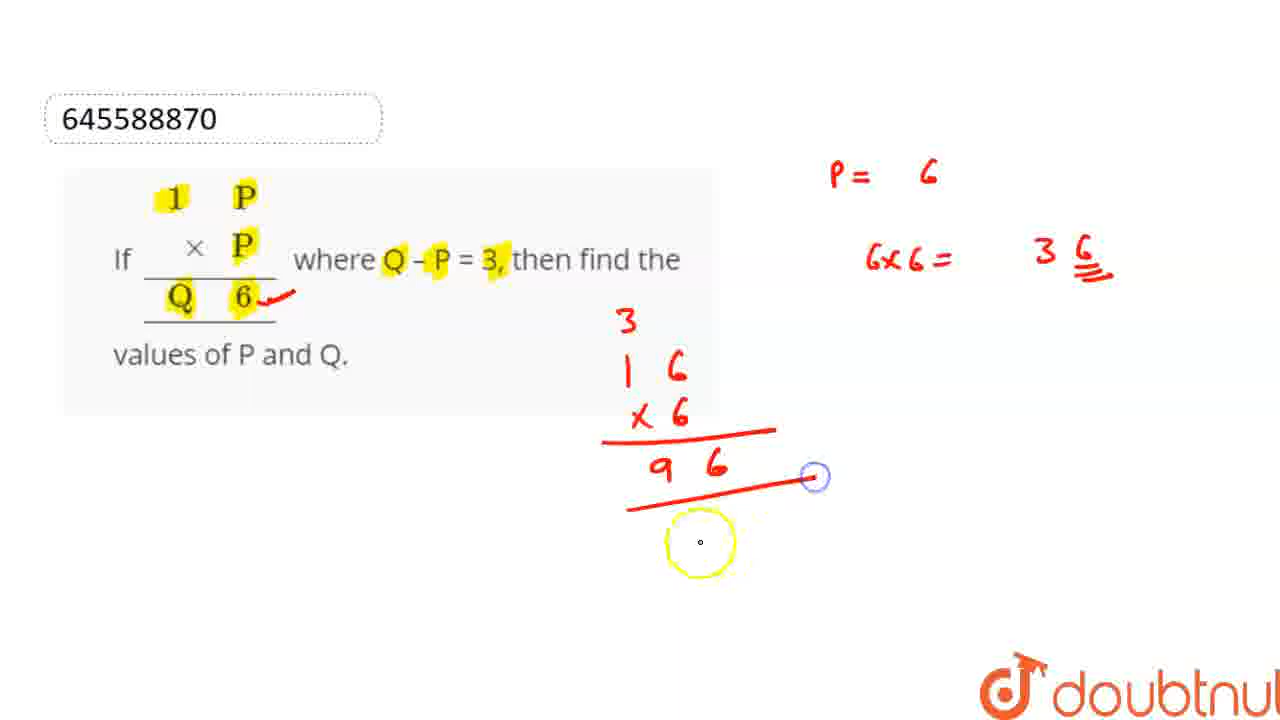 645588870
1 P
If × P where Q – P = 3, then find the
Q 6
values of P and Q.
P = 6
6×6 = 36
3
1 6
× 6
9 6
doubtnut